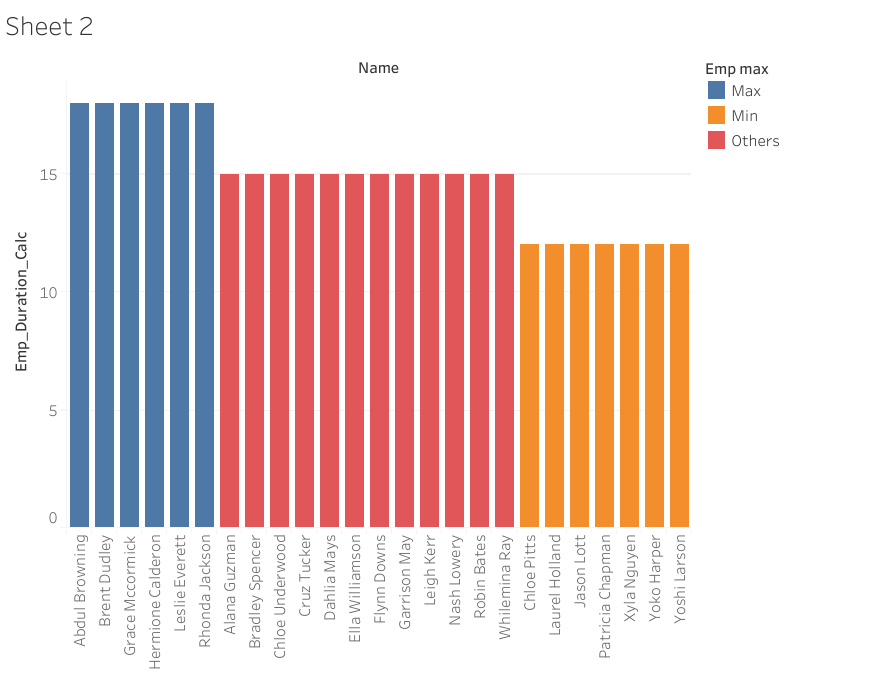 Sheet 2
Name
Emp max
Max
Min
Others
Emp_Duration_Calc
15
10
5
0
Abdul Browning
Brent Dudley
Grace Mccormick
Hermione Calderon
Leslie Everett
Rhonda Jackson
Alana Guzman
Bradley Spencer
Chloe Underwood
Cruz Tucker
Dahlia Mays
Ella Williamson
Flynn Downs
Garrison May
Leigh Kerr
Nash Lowery
Robin Bates
Whilemina Ray
Chloe Pitts
Laurel Holland
Jason Lott
Patricia Chapman
Xyla Nguyen
Yoko Harper
Yoshi Larson